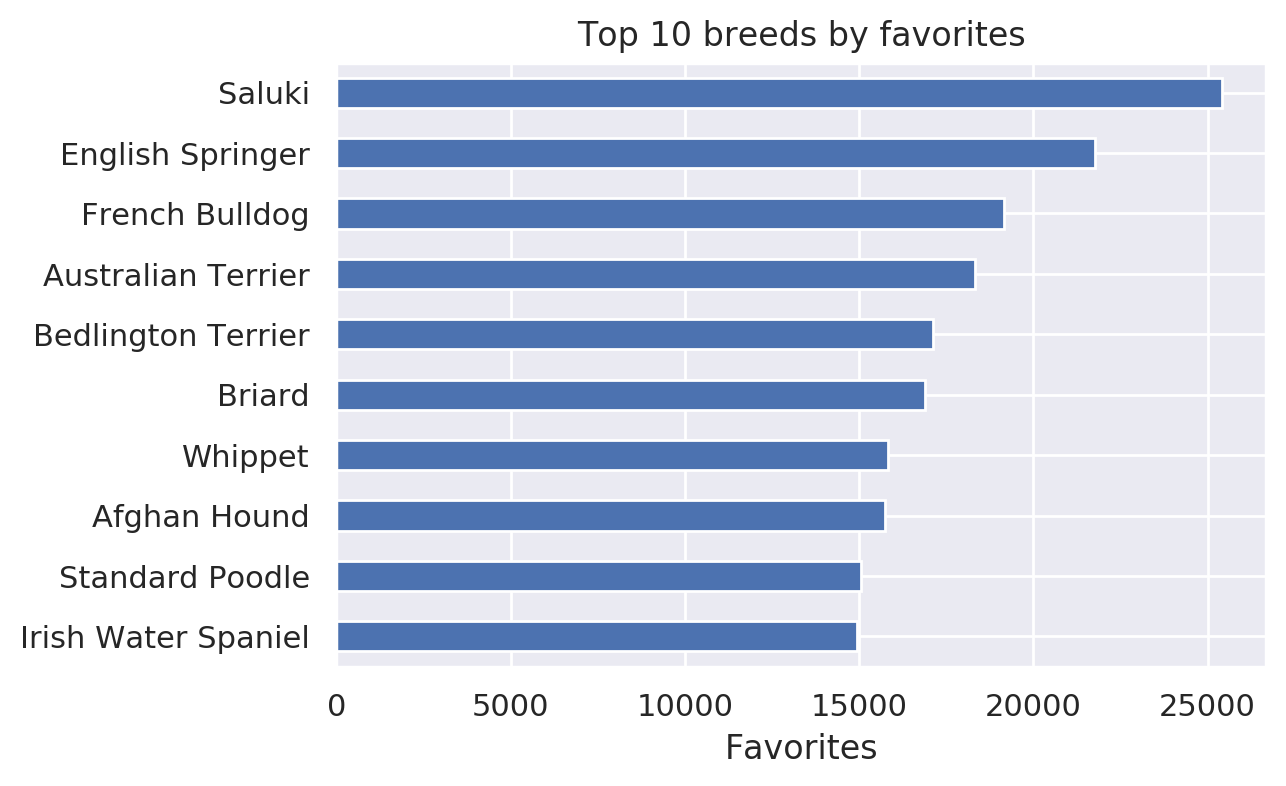 Top 10 breeds by favorites
Saluki
English Springer
French Bulldog
Australian Terrier
Bedlington Terrier
Briard
Whippet
Afghan Hound
Standard Poodle
Irish Water Spaniel
0 5000 10000 15000 20000 25000
Favorites